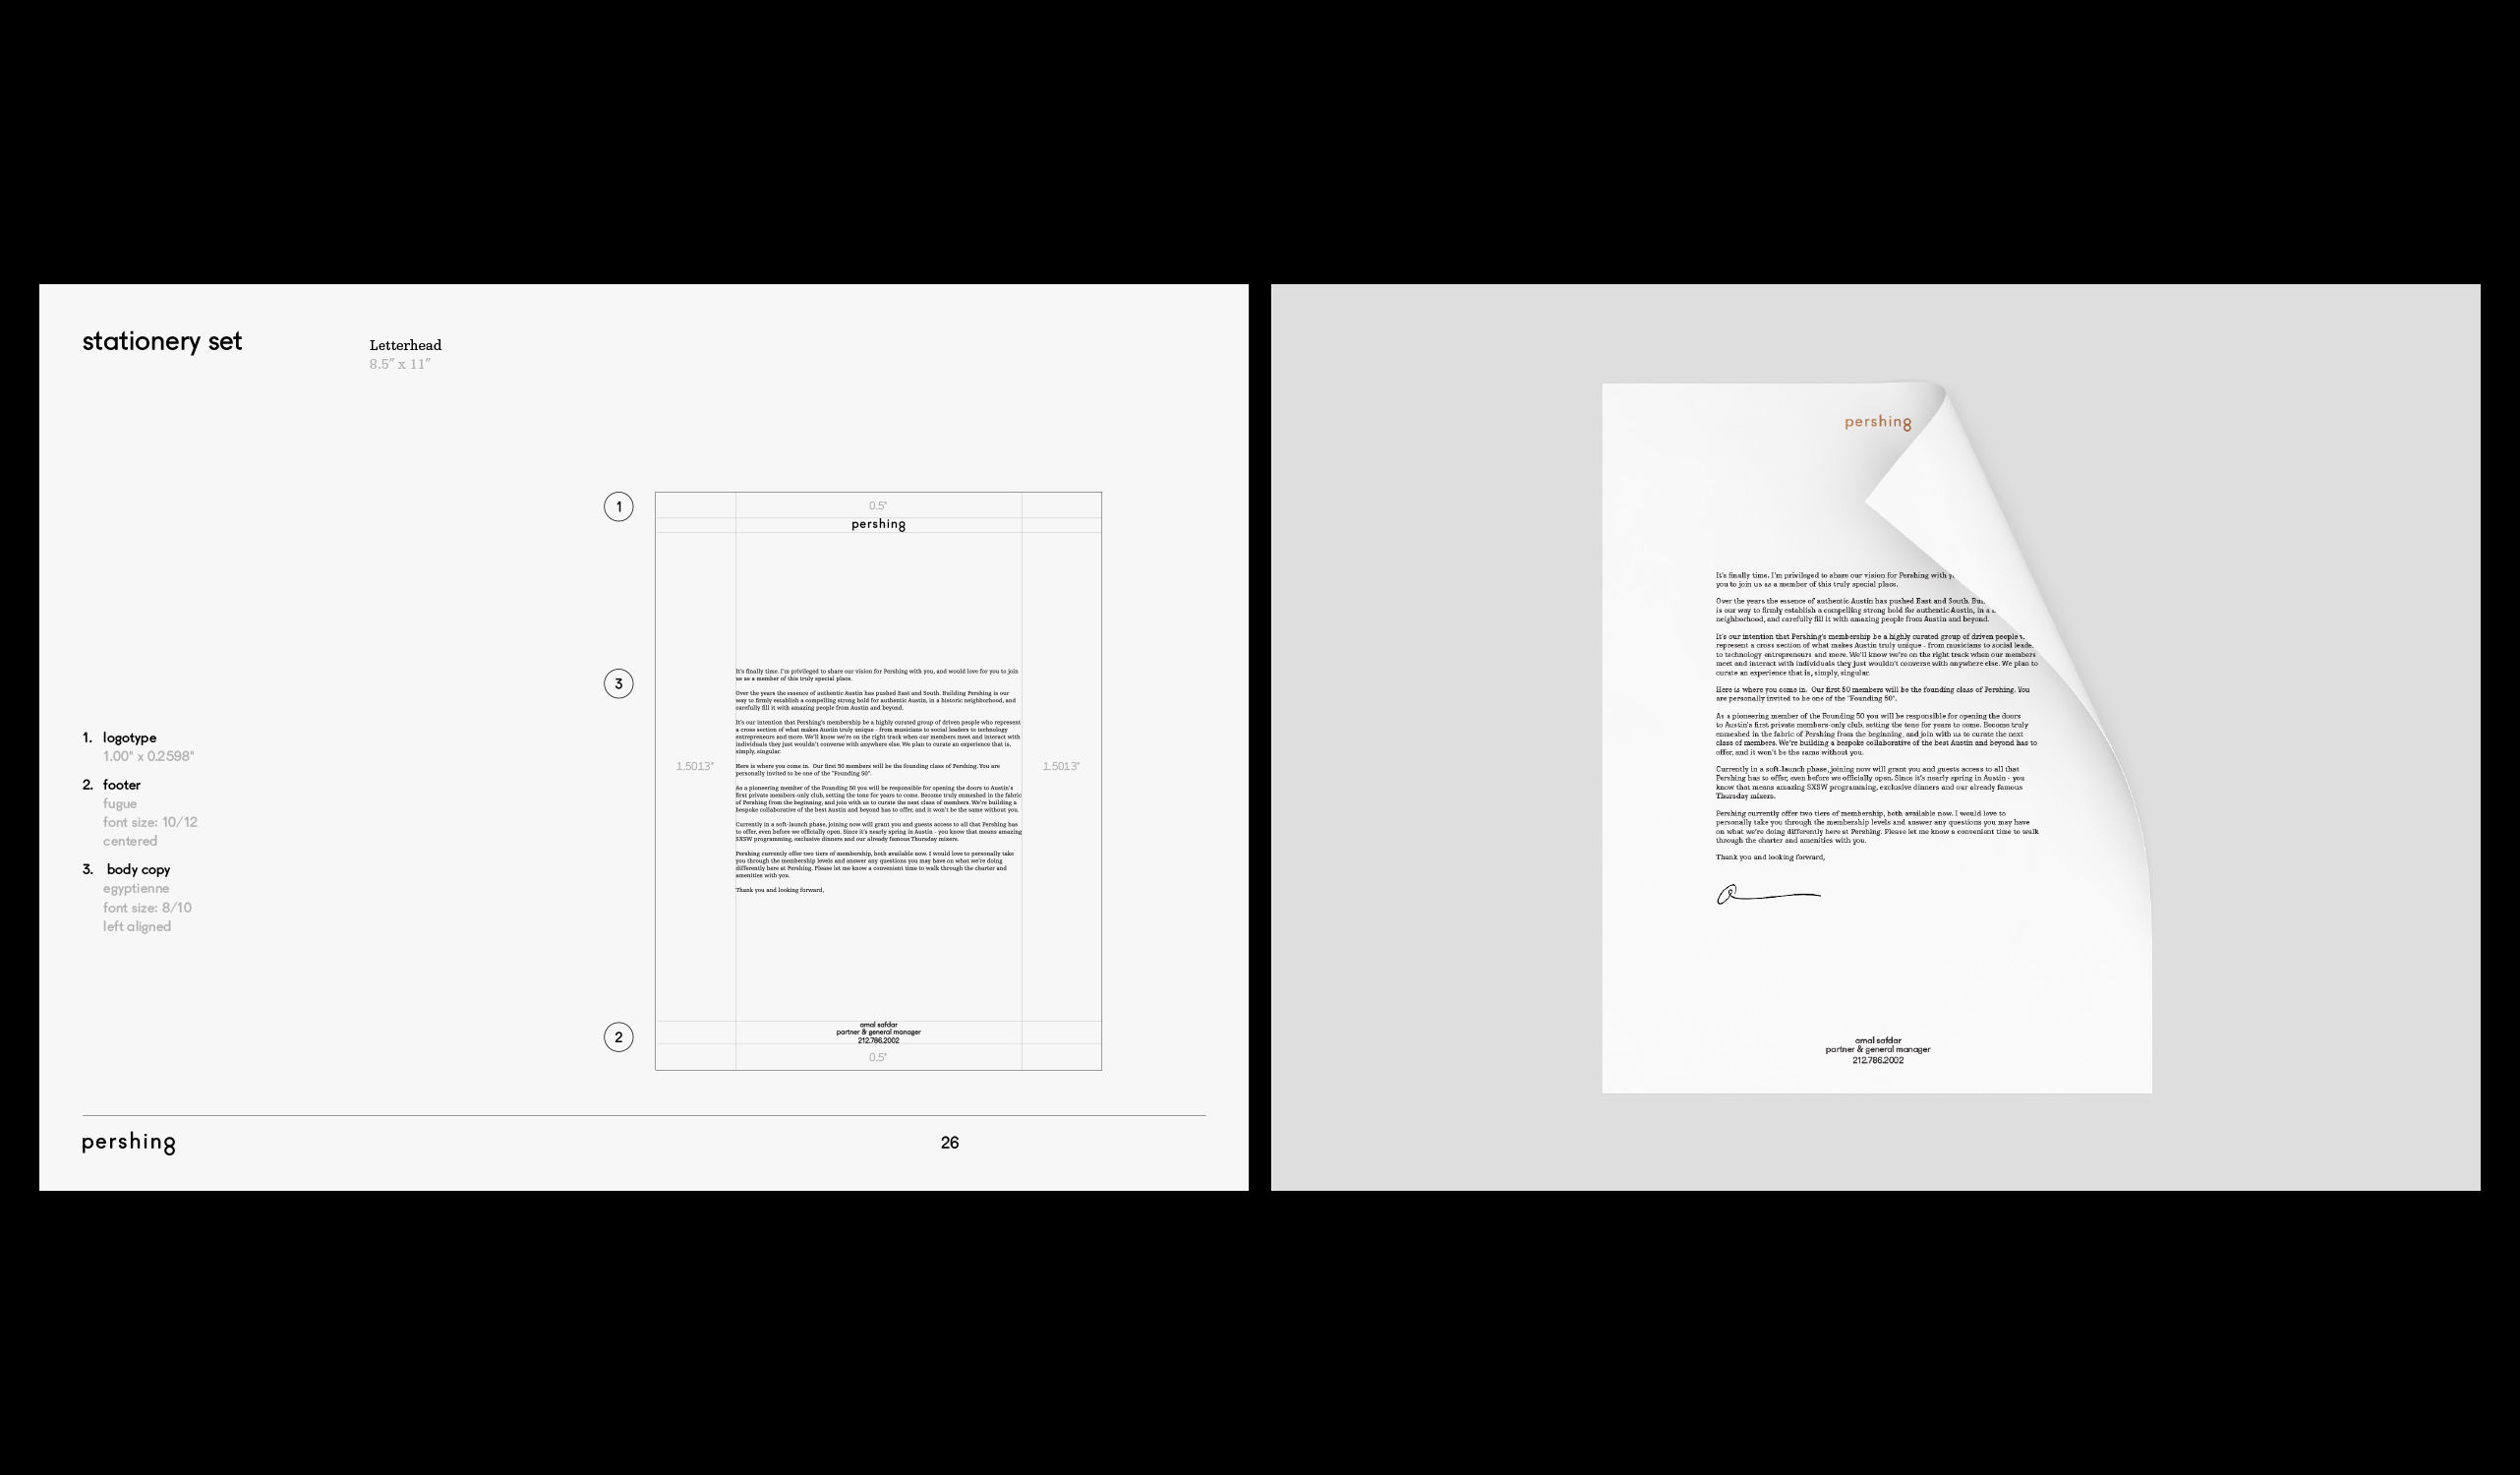 stationery set
Letterhead
8.5" x 11"
1
0.5"
pershing
3
It's finally time. I'm privileged to share our vision for Pershing with you, and would love for you to join
us as a member of this truly special place.
Over the years the essence of authentic Austin has pushed East and South. Building Pershing is our
way to firmly establish a compelling strong hold for authentic Austin, in a historic neighborhood, and
carefully fill it with amazing people from Austin and beyond.
It's our intention that Pershing's membership be a highly curated group of driven people who represent
a cross section of what makes Austin truly unique - from musicians to social leaders to technology
entrepreneurs and more. We'll know we're on the right track when our members meet and interact with
individuals they just wouldn't converse with anywhere else. We plan to curate an experience that is,
simply, singular.
Here is where you come in.  Our first 50 members will be the founding class of Pershing. You are
personally invited to be one of the "Founding 50".
As a pioneering member of the Founding 50 you will be responsible for opening the doors to Austin's
first private members-only club, setting the tone for years to come. Become truly enmeshed in the fabric
of Pershing from the beginning, and join with us to curate the next class of members. We're building a
bespoke collaborative of the best Austin and beyond has to offer, and it won't be the same without you.
Currently in a soft-launch phase, joining now will grant you and guests access to all that Pershing has
to offer, even before we officially open. Since it's nearly spring in Austin - you know that means amazing
SXSW programming, exclusive dinners and our already famous Thursday mixers.
Pershing currently offer two tiers of membership, both available now. I would love to personally take
you through the membership levels and answer any questions you may have on what we're doing
differently here at Pershing. Please let me know a convenient time to walk through the charter and
amenities with you.
Thank you and looking forward,
1.5013"
1.5013"
1. logotype
1.00" x 0.2598"
2. footer
fugue
font size: 10/12
centered
3. body copy
egyptienne
font size: 8/10
left aligned
2
amal safdar
partner & general manager
212.786.2002
0.5"
pershing
26
pershing
It's finally time. I'm privileged to share our vision for Pershing with
you to join us as a member of this truly special place.
Over the years the essence of authentic Austin has pushed East and South.
is our way to firmly establish a compelling strong hold for authentic Austin, in a
neighborhood, and carefully fill it with amazing people from Austin and beyond.
It's our intention that Pershing's membership be a highly curated group of driven people
represent a cross section of what makes Austin truly unique - from musicians to social
to technology entrepreneurs and more. We'll know we're on the right track when our members
meet and interact with individuals they just wouldn't converse with anywhere else. We plan to
curate an experience that is, simply, singular.
Here is where you come in.  Our first 50 members will be the founding class of Pershing. You
are personally invited to be one of the "Founding 50".
As a pioneering member of the Founding 50 you will be responsible for opening the doors
to Austin's first private members-only club, setting the tone for years to come. Become truly
enmeshed in the fabric of Pershing from the beginning, and join with us to curate the next
class of members. We're building a bespoke collaborative of the best Austin and beyond has to
offer, and it won't be the same without you.
Currently in a soft-launch phase, joining now will grant you and guests access to all that
Pershing has to offer, even before we officially open. Since it's nearly spring in Austin - you
know that means amazing SXSW programming, exclusive dinners and our already famous
Thursday mixers.
Pershing currently offer two tiers of membership, both available now. I would love to
personally take you through the membership levels and answer any questions you may have
on what we're doing differently here at Pershing. Please let me know a convenient time to walk
through the charter and amenities with you.
Thank you and looking forward,
amal safdar
partner & general manager
212.786.2002